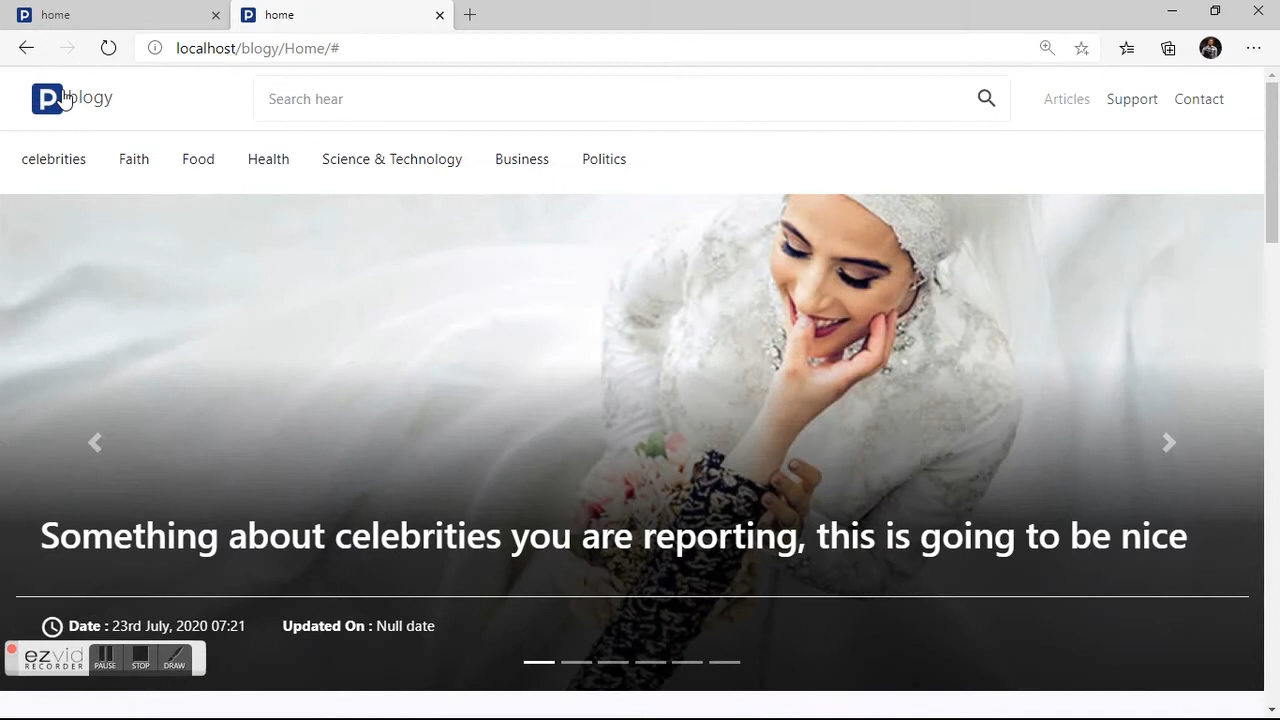 home
home
localhost/blogy/Home/#
P blogy
Search hear
Articles Support Contact
celebrities Faith Food Health Science & Technology Business Politics
Something about celebrities you are reporting, this is going to be nice
Date : 23rd July, 2020 07:21 Updated On : Null date
ezvid
RECORDER
PAUSE STOP DRAW